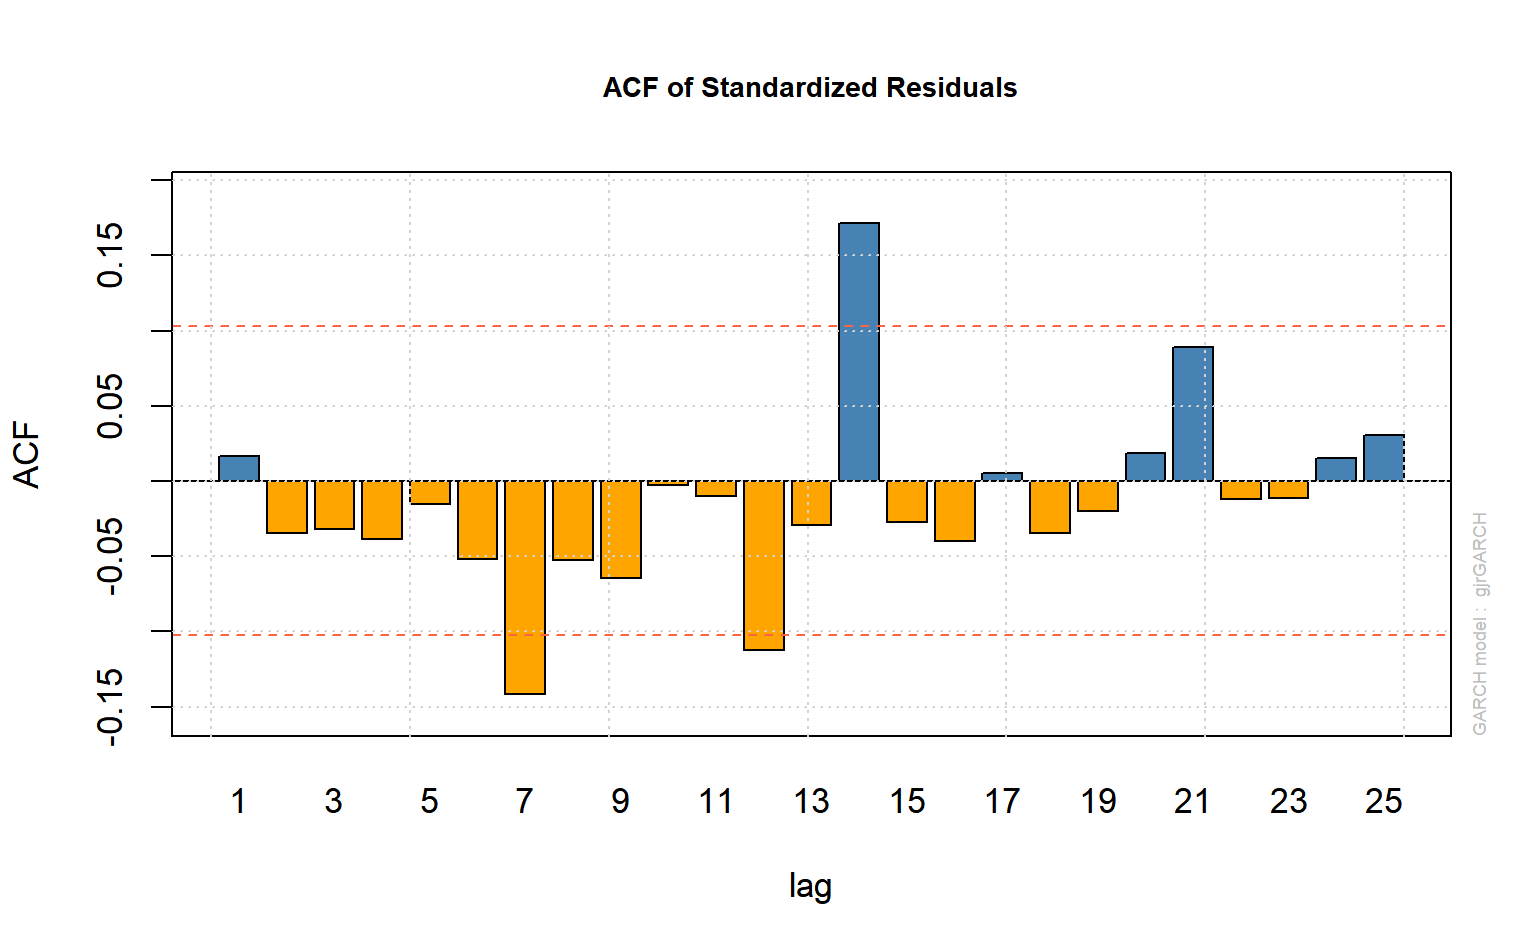 ACF of Standardized Residuals
ACF
0.15
0.05
-0.05
-0.15
1 3 5 7 9 11 13 15 17 19 21 23 25
lag
GARCH model : gjrGARCH